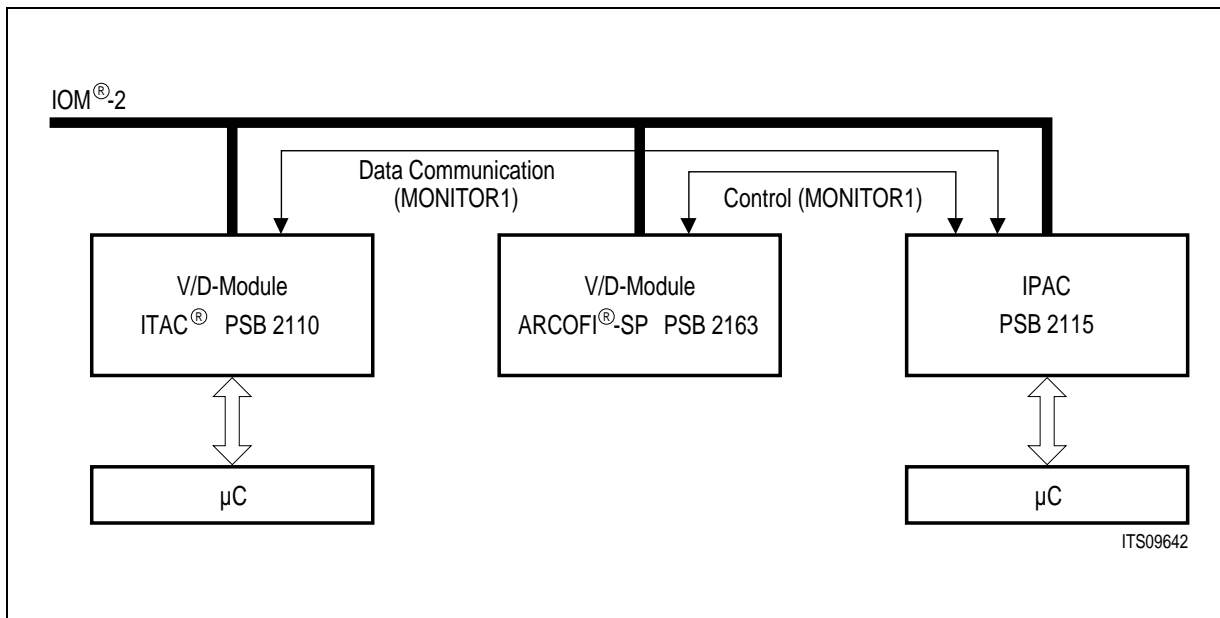 IOM®-2
Data Communication
(MONITOR1)
Control (MONITOR1)
V/D-Module
ITAC® PSB 2110
V/D-Module
ARCOFI®-SP PSB 2163
IPAC
PSB 2115
µC
µC
ITS09642